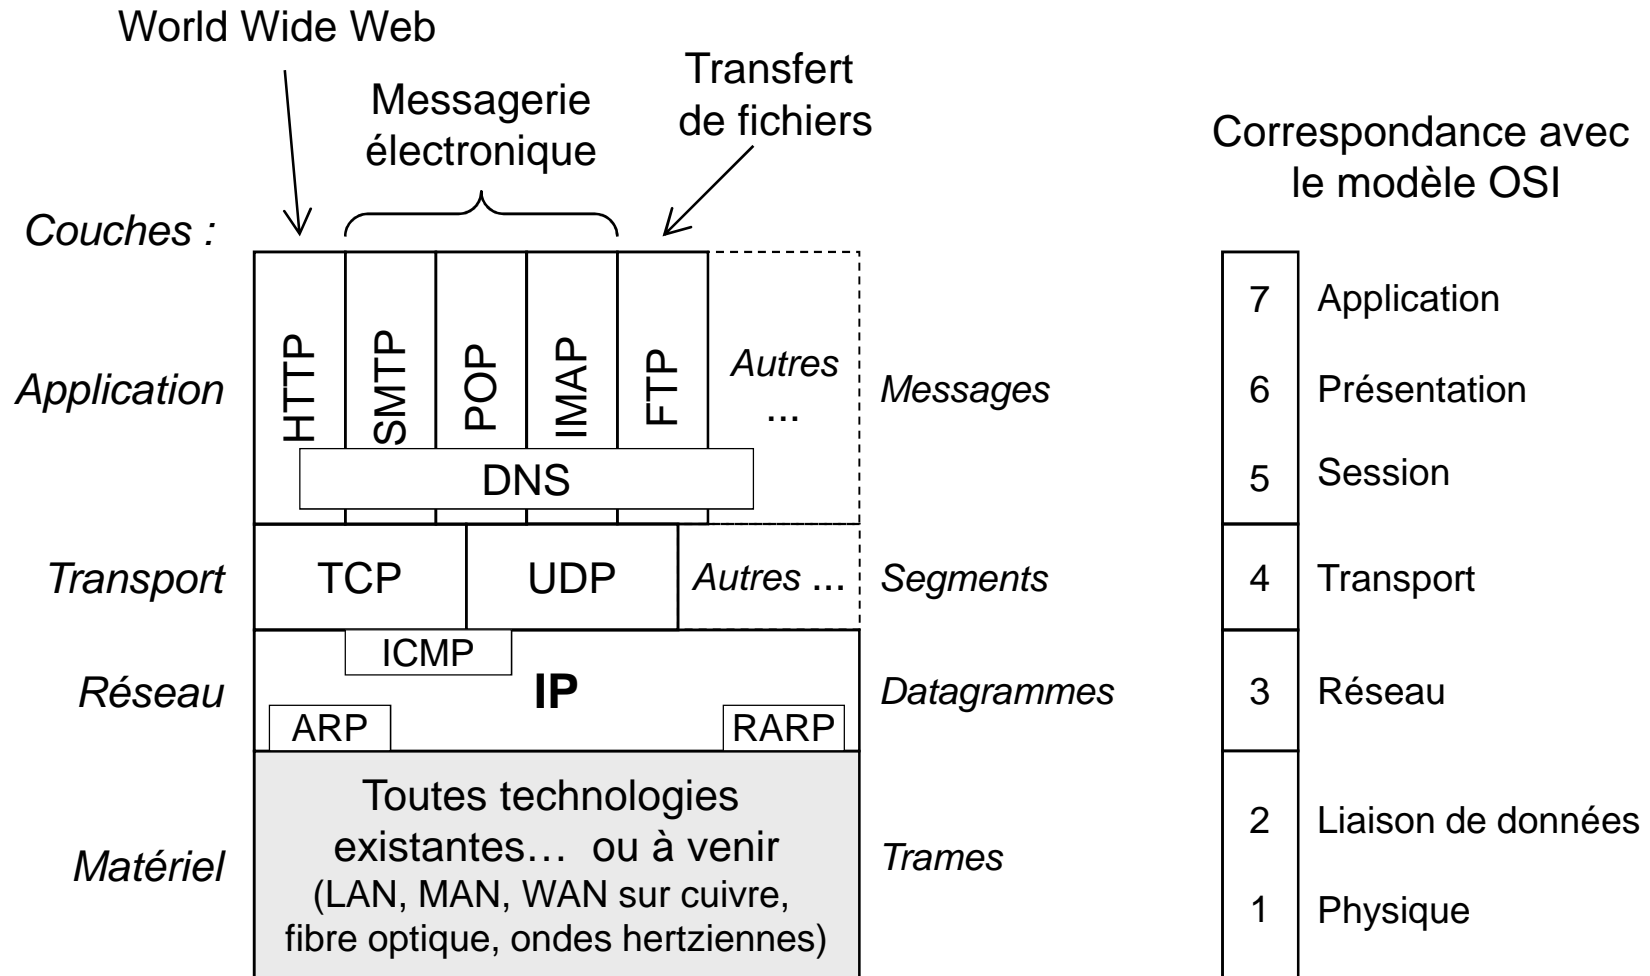 World Wide Web
Messagerie
électronique
Transfert
de fichiers
Correspondance avec
le modèle OSI
Couches :
Application
HTTP
SMTP
POP
IMAP
FTP
Autres
...
DNS
Messages
7 Application
6 Présentation
5 Session
Transport
TCP
UDP
Autres ...
Segments
4 Transport
Réseau
ICMP
IP
ARP
RARP
Datagrammes
3 Réseau
Matériel
Toutes technologies
existantes… ou à venir
(LAN, MAN, WAN sur cuivre,
fibre optique, ondes hertziennes)
Trames
2 Liaison de données
1 Physique